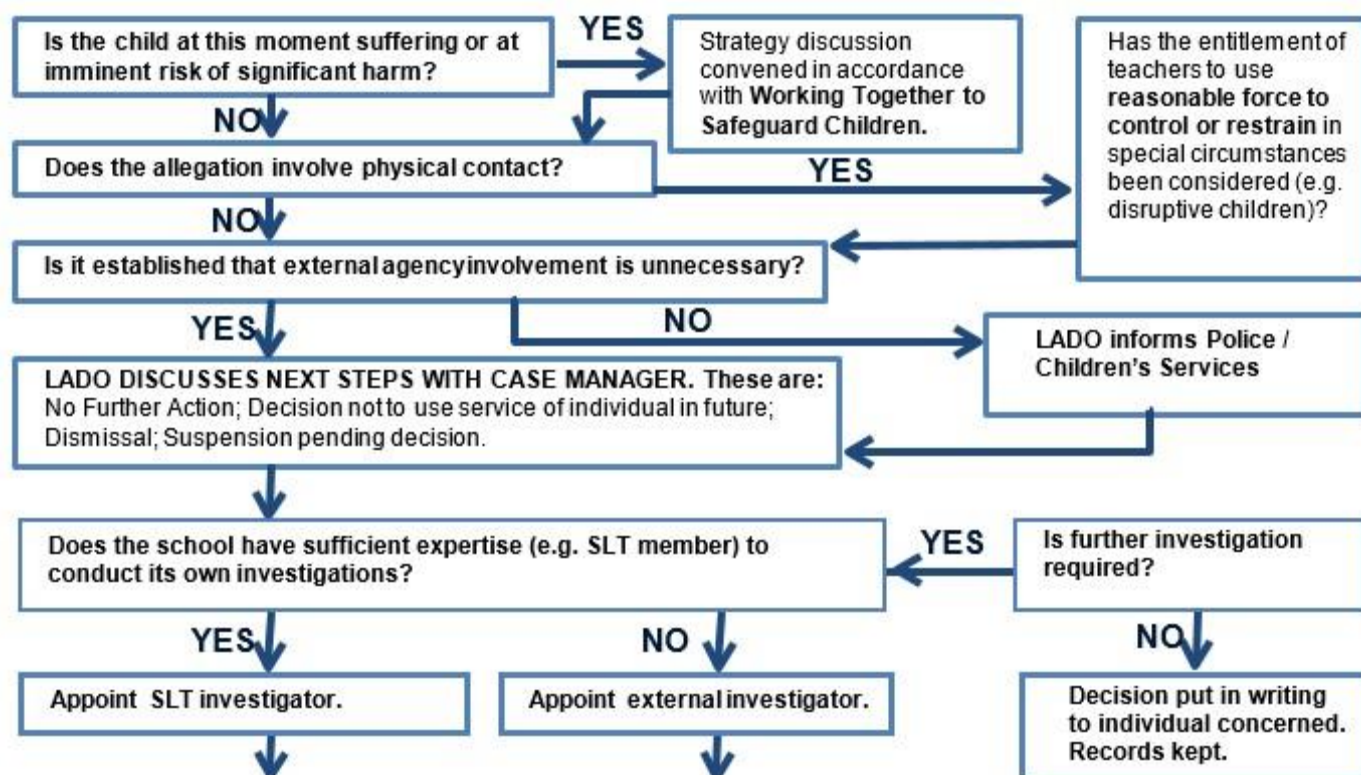 Is the child at this moment suffering or at
imminent risk of significant harm?
YES
Strategy discussion
convened in accordance
with Working Together to
Safeguard Children.
Has the entitlement of
teachers to use
reasonable force to
control or restrain in
special circumstances
been considered (e.g.
disruptive children)?
NO
Does the allegation involve physical contact?
YES
NO
Is it established that external agency involvement is unnecessary?
YES
NO
LADO informs Police /
Children's Services
LADO DISCUSSES NEXT STEPS WITH CASE MANAGER. These are:
No Further Action; Decision not to use service of individual in future;
Dismissal; Suspension pending decision.
Does the school have sufficient expertise (e.g. SLT member) to
conduct its own investigations?
YES
Is further investigation
required?
YES
NO
NO
Appoint SLT investigator.
Appoint external investigator.
Decision put in writing
to individual concerned.
Records kept.